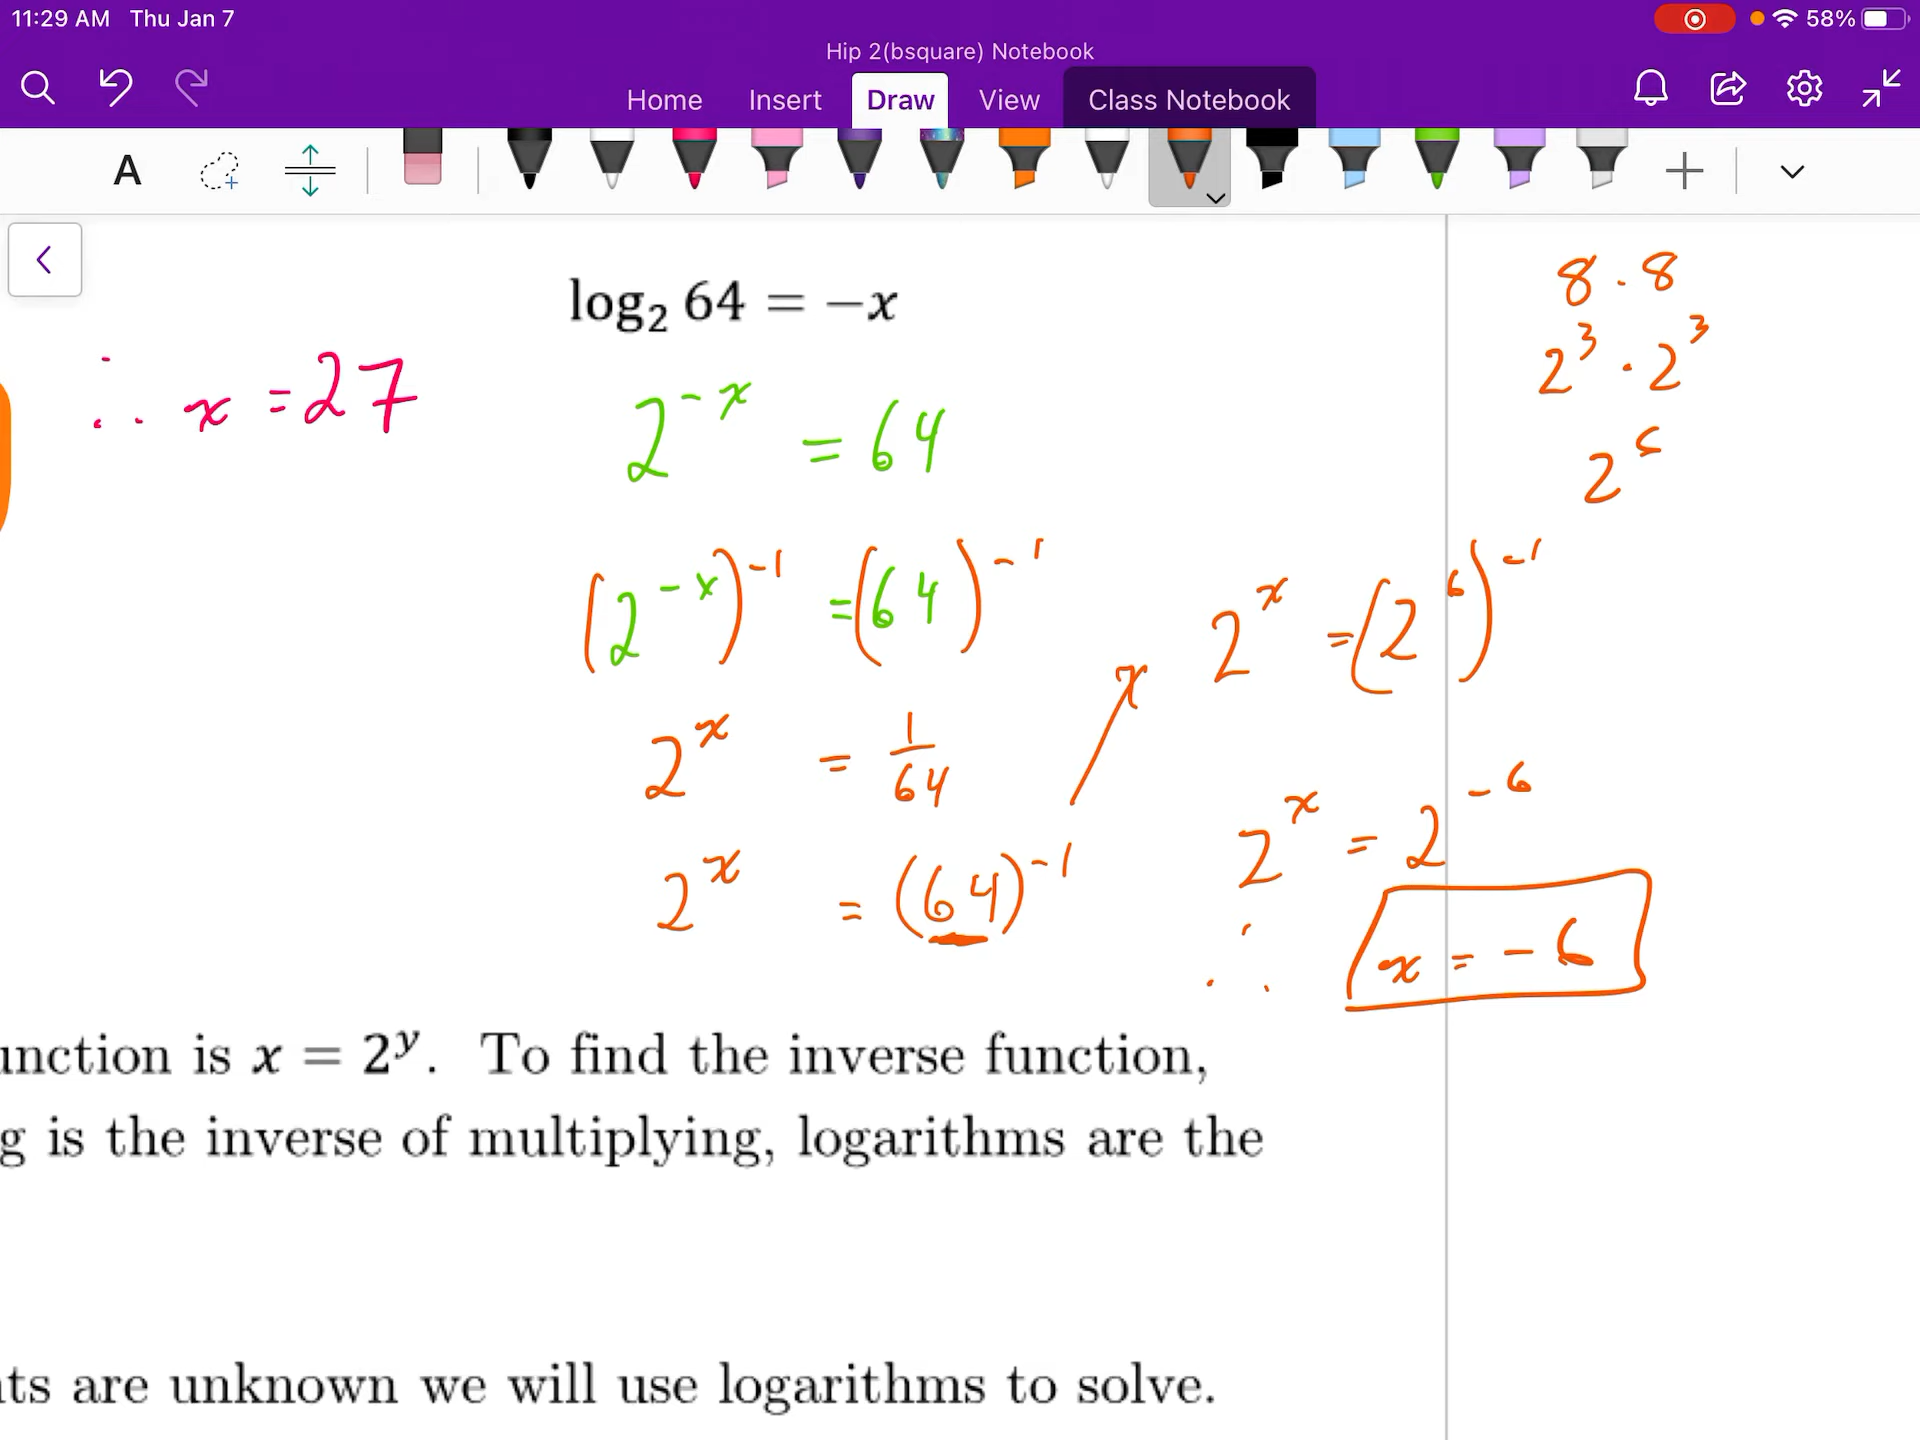 11:29 AM Thu Jan 7
58%
Hip 2(bsquare) Notebook
Home Insert Draw View Class Notebook
A
log₂ 64 = −x
∴ x = 27
2^-x = 64
(2^-x)^-1 = (64)^-1
2^x = 1/64
2^x = (64)^-1
8 · 8
2^3 · 2^3
2^6
x
2^x = (2^6)^-1
2^x = 2^-6
∴ x = -6
unction is x = 2^y. To find the inverse function,
g is the inverse of multiplying, logarithms are the
ts are unknown we will use logarithms to solve.